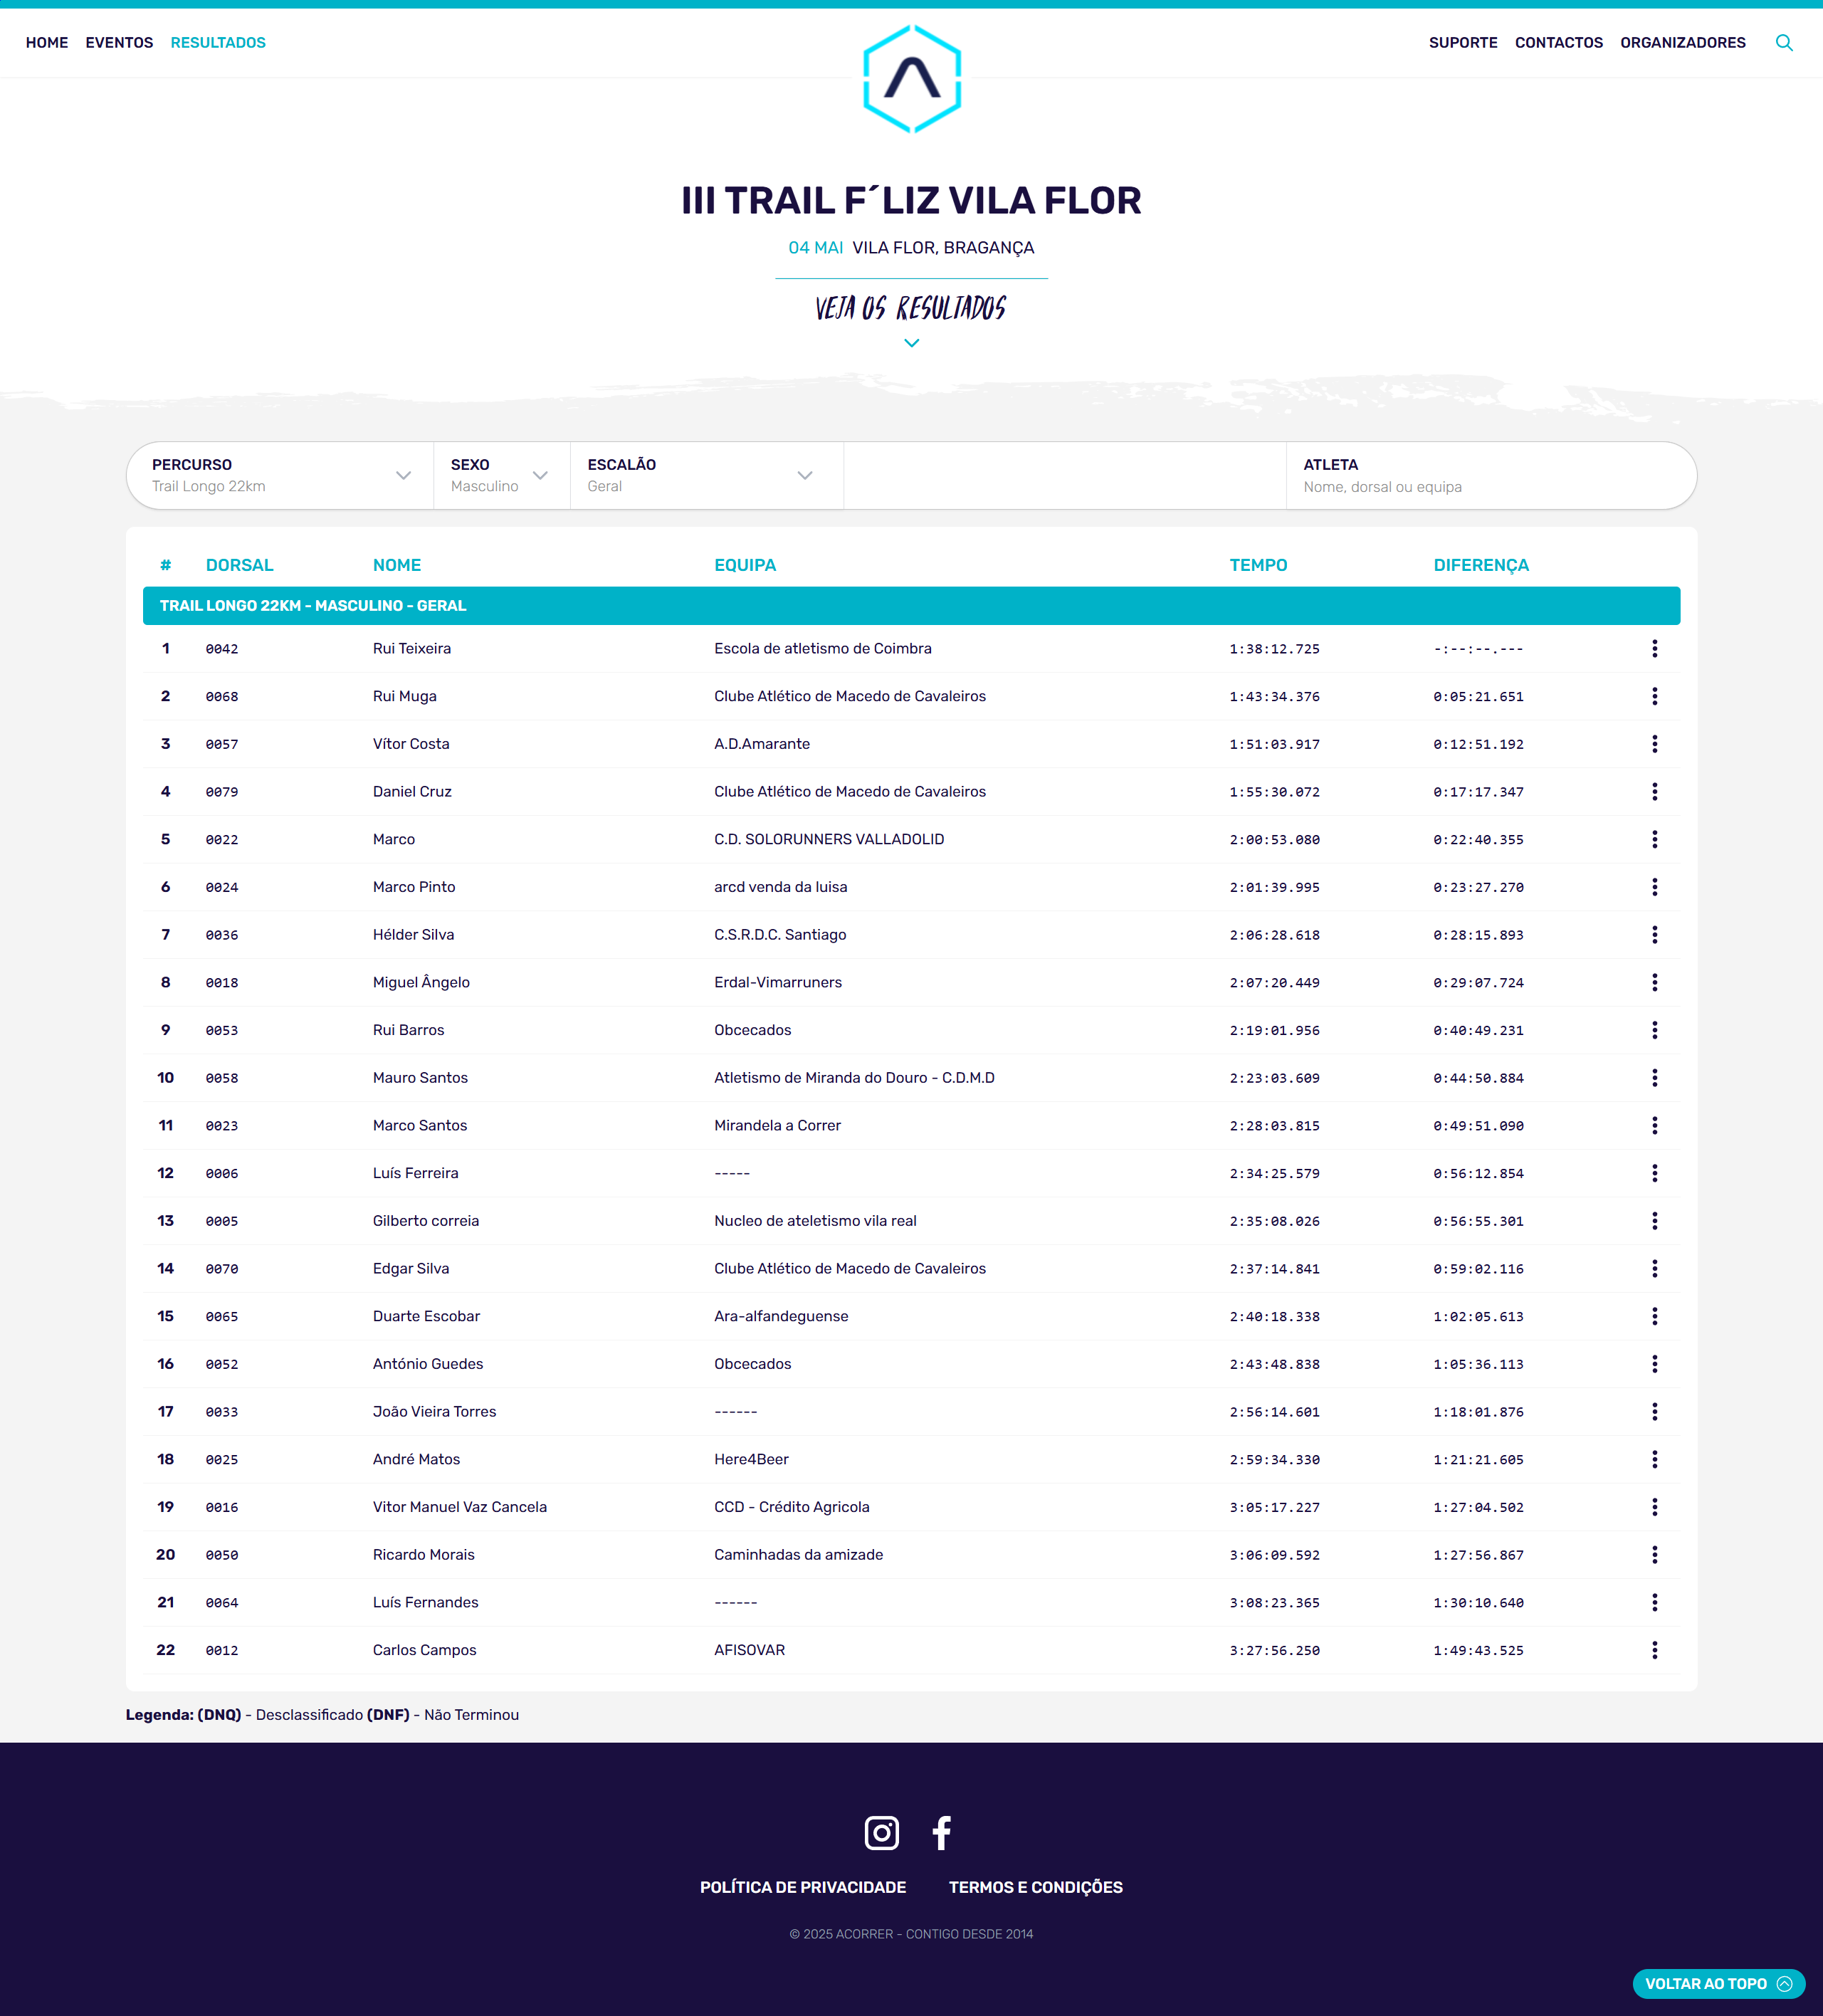 HOME EVENTOS RESULTADOS SUPORTE CONTACTOS ORGANIZADORES
III TRAIL F´LIZ VILA FLOR
04 MAI VILA FLOR, BRAGANÇA
VEJA OS RESULTADOS
PERCURSO SEXO ESCALÃO ATLETA
Trail Longo 22km Masculino Geral Nome, dorsal ou equipa
# DORSAL NOME EQUIPA TEMPO DIFERENÇA
TRAIL LONGO 22KM - MASCULINO - GERAL
1 0042 Rui Teixeira Escola de atletismo de Coimbra 1:38:12.725 -:--:--.---
2 0068 Rui Muga Clube Atlético de Macedo de Cavaleiros 1:43:34.376 0:05:21.651
3 0057 Vítor Costa A.D.Amarante 1:51:03.917 0:12:51.192
4 0079 Daniel Cruz Clube Atlético de Macedo de Cavaleiros 1:55:30.072 0:17:17.347
5 0022 Marco C.D. SOLORUNNERS VALLADOLID 2:00:53.080 0:22:40.355
6 0024 Marco Pinto arcd venda da luisa 2:01:39.995 0:23:27.270
7 0036 Hélder Silva C.S.R.D.C. Santiago 2:06:28.618 0:28:15.893
8 0018 Miguel Ângelo Erdal-Vimarruners 2:07:20.449 0:29:07.724
9 0053 Rui Barros Obcecados 2:19:01.956 0:40:49.231
10 0058 Mauro Santos Atletismo de Miranda do Douro - C.D.M.D 2:23:03.609 0:44:50.884
11 0023 Marco Santos Mirandela a Correr 2:28:03.815 0:49:51.090
12 0006 Luís Ferreira ----- 2:34:25.579 0:56:12.854
13 0005 Gilberto correia Nucleo de ateletismo vila real 2:35:08.026 0:56:55.301
14 0070 Edgar Silva Clube Atlético de Macedo de Cavaleiros 2:37:14.841 0:59:02.116
15 0065 Duarte Escobar Ara-alfandeguense 2:40:18.338 1:02:05.613
16 0052 António Guedes Obcecados 2:43:48.838 1:05:36.113
17 0033 João Vieira Torres ------ 2:56:14.601 1:18:01.876
18 0025 André Matos Here4Beer 2:59:34.330 1:21:21.605
19 0016 Vitor Manuel Vaz Cancela CCD - Crédito Agricola 3:05:17.227 1:27:04.502
20 0050 Ricardo Morais Caminhadas da amizade 3:06:09.592 1:27:56.867
21 0064 Luís Fernandes ------ 3:08:23.365 1:30:10.640
22 0012 Carlos Campos AFISOVAR 3:27:56.250 1:49:43.525
Legenda: (DNQ) - Desclassificado (DNF) - Não Terminou
POLÍTICA DE PRIVACIDADE TERMOS E CONDIÇÕES
© 2025 ACORRER - CONTIGO DESDE 2014
VOLTAR AO TOPO